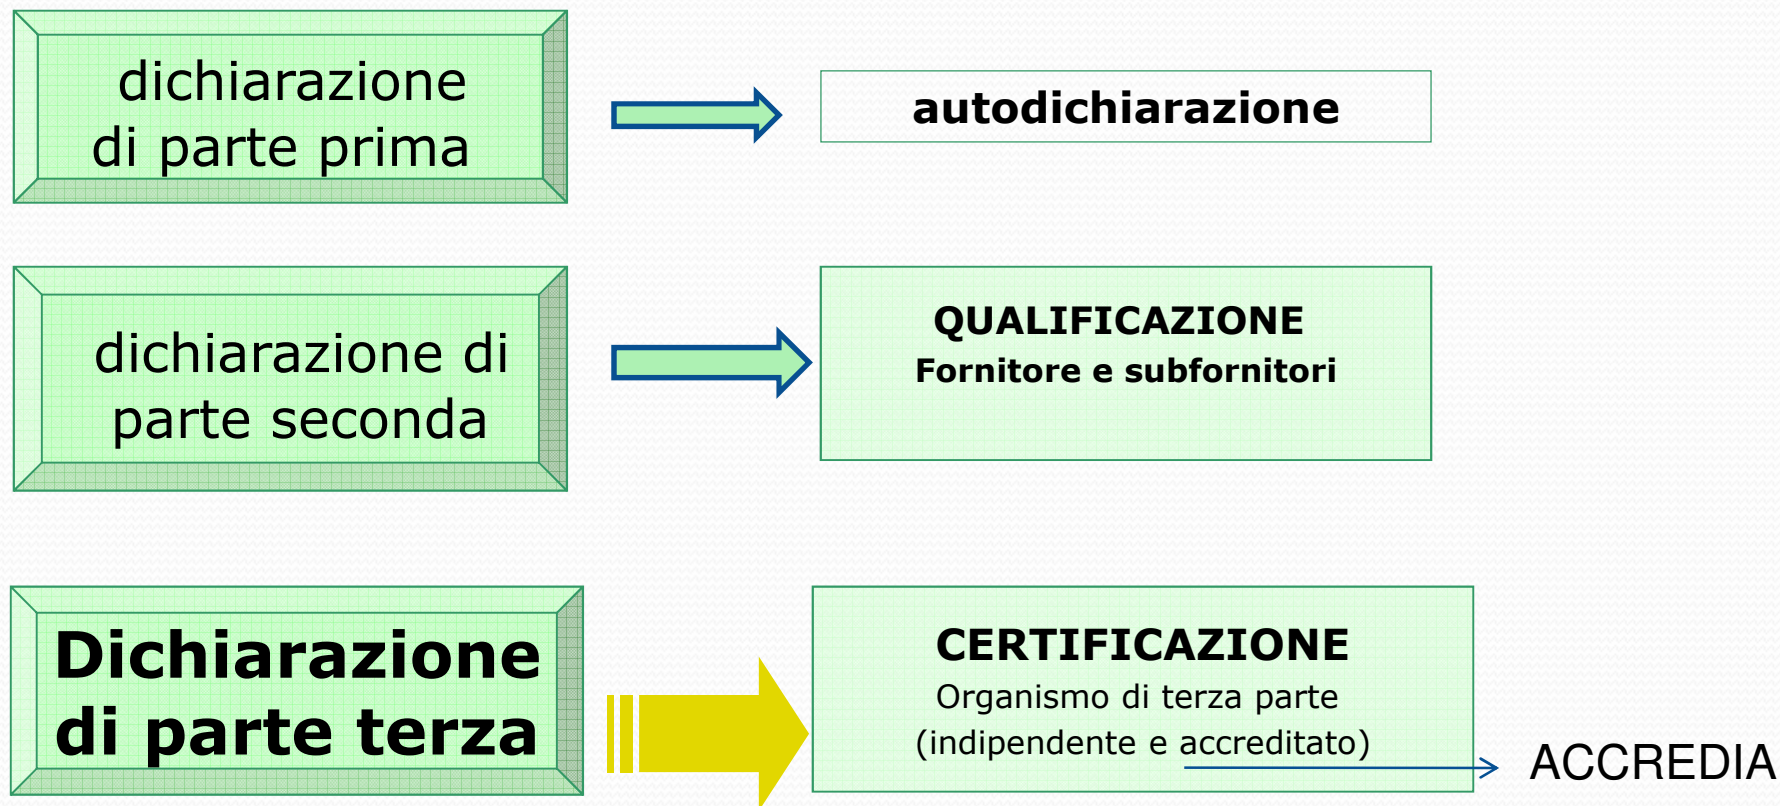 dichiarazione
di parte prima
autodichiarazione
dichiarazione di
parte seconda
QUALIFICAZIONE
Fornitore e subfornitori
Dichiarazione
di parte terza
CERTIFICAZIONE
Organismo di terza parte
(indipendente e accreditato)
ACCREDIA